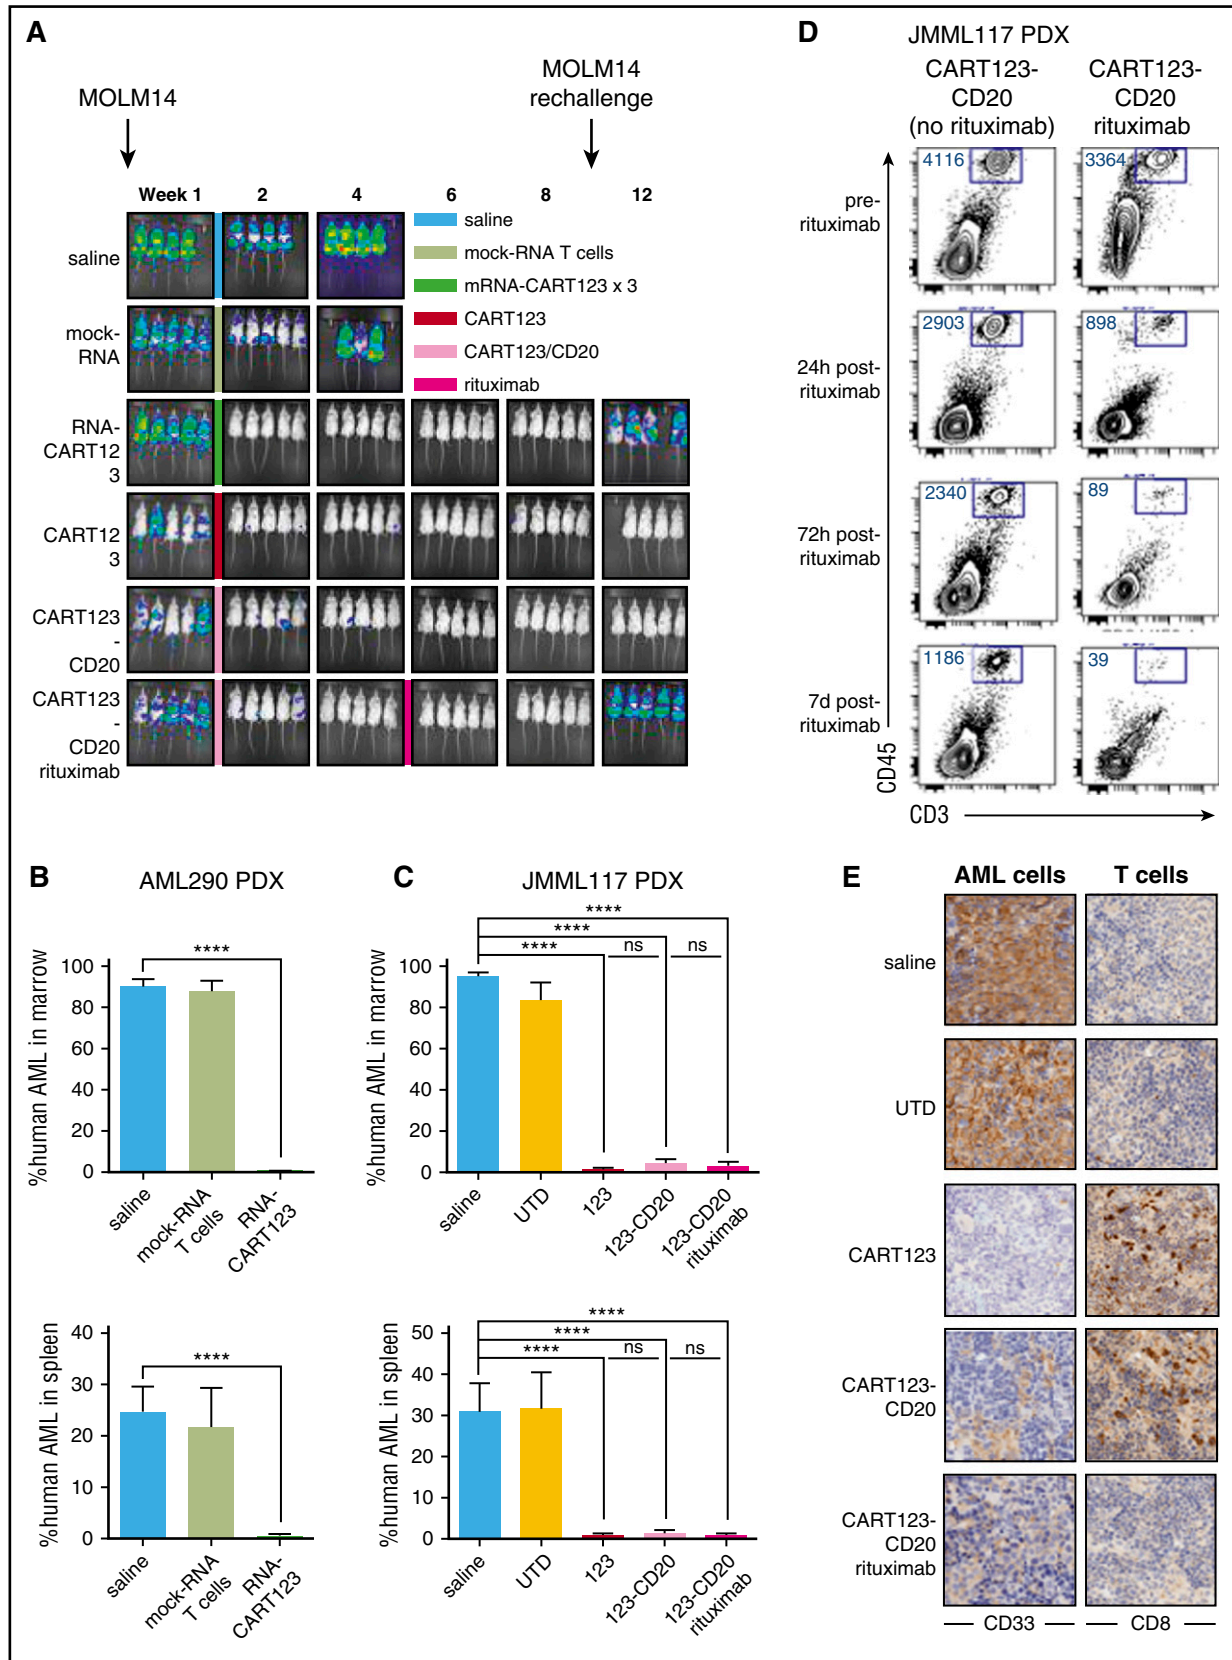 A
MOLM14
MOLM14
rechallenge
Week 1 2 4 6 8 12
saline
mock-
RNA
RNA-
CART12
3
CART12
3
CART123
-
CD20
CART123
-
CD20
rituximab
saline
mock-RNA T cells
mRNA-CART123 x 3
CART123
CART123/CD20
rituximab
B
AML290 PDX
****
%human AML in marrow
100
80
60
40
20
0
saline
mock-RNA
T cells
RNA-
CART123
****
%human AML in spleen
40
30
20
10
0
saline
mock-RNA
T cells
RNA-
CART123
C
JMML117 PDX
****
****
**** ns ns
%human AML in marrow
100
80
60
40
20
0
saline
UTD
123
123-CD20
123-CD20
rituximab
****
****
**** ns ns
%human AML in spleen
50
40
30
20
10
0
saline
UTD
123
123-CD20
123-CD20
rituximab
D
JMML117 PDX
CART123-
CD20
(no rituximab)
CART123-
CD20
rituximab
pre-
rituximab
4116 3364
24h post-
rituximab
2903 898
72h post-
rituximab
2340 89
7d post-
rituximab
1186 39
CD45
CD3
E
AML cells T cells
saline
UTD
CART123
CART123-
CD20
CART123-
CD20
rituximab
CD33 CD8